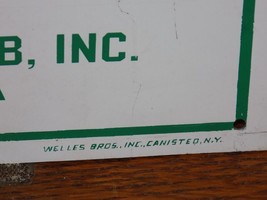 B, INC.
WELLES BROS., INC., CANISTEO, N.Y.